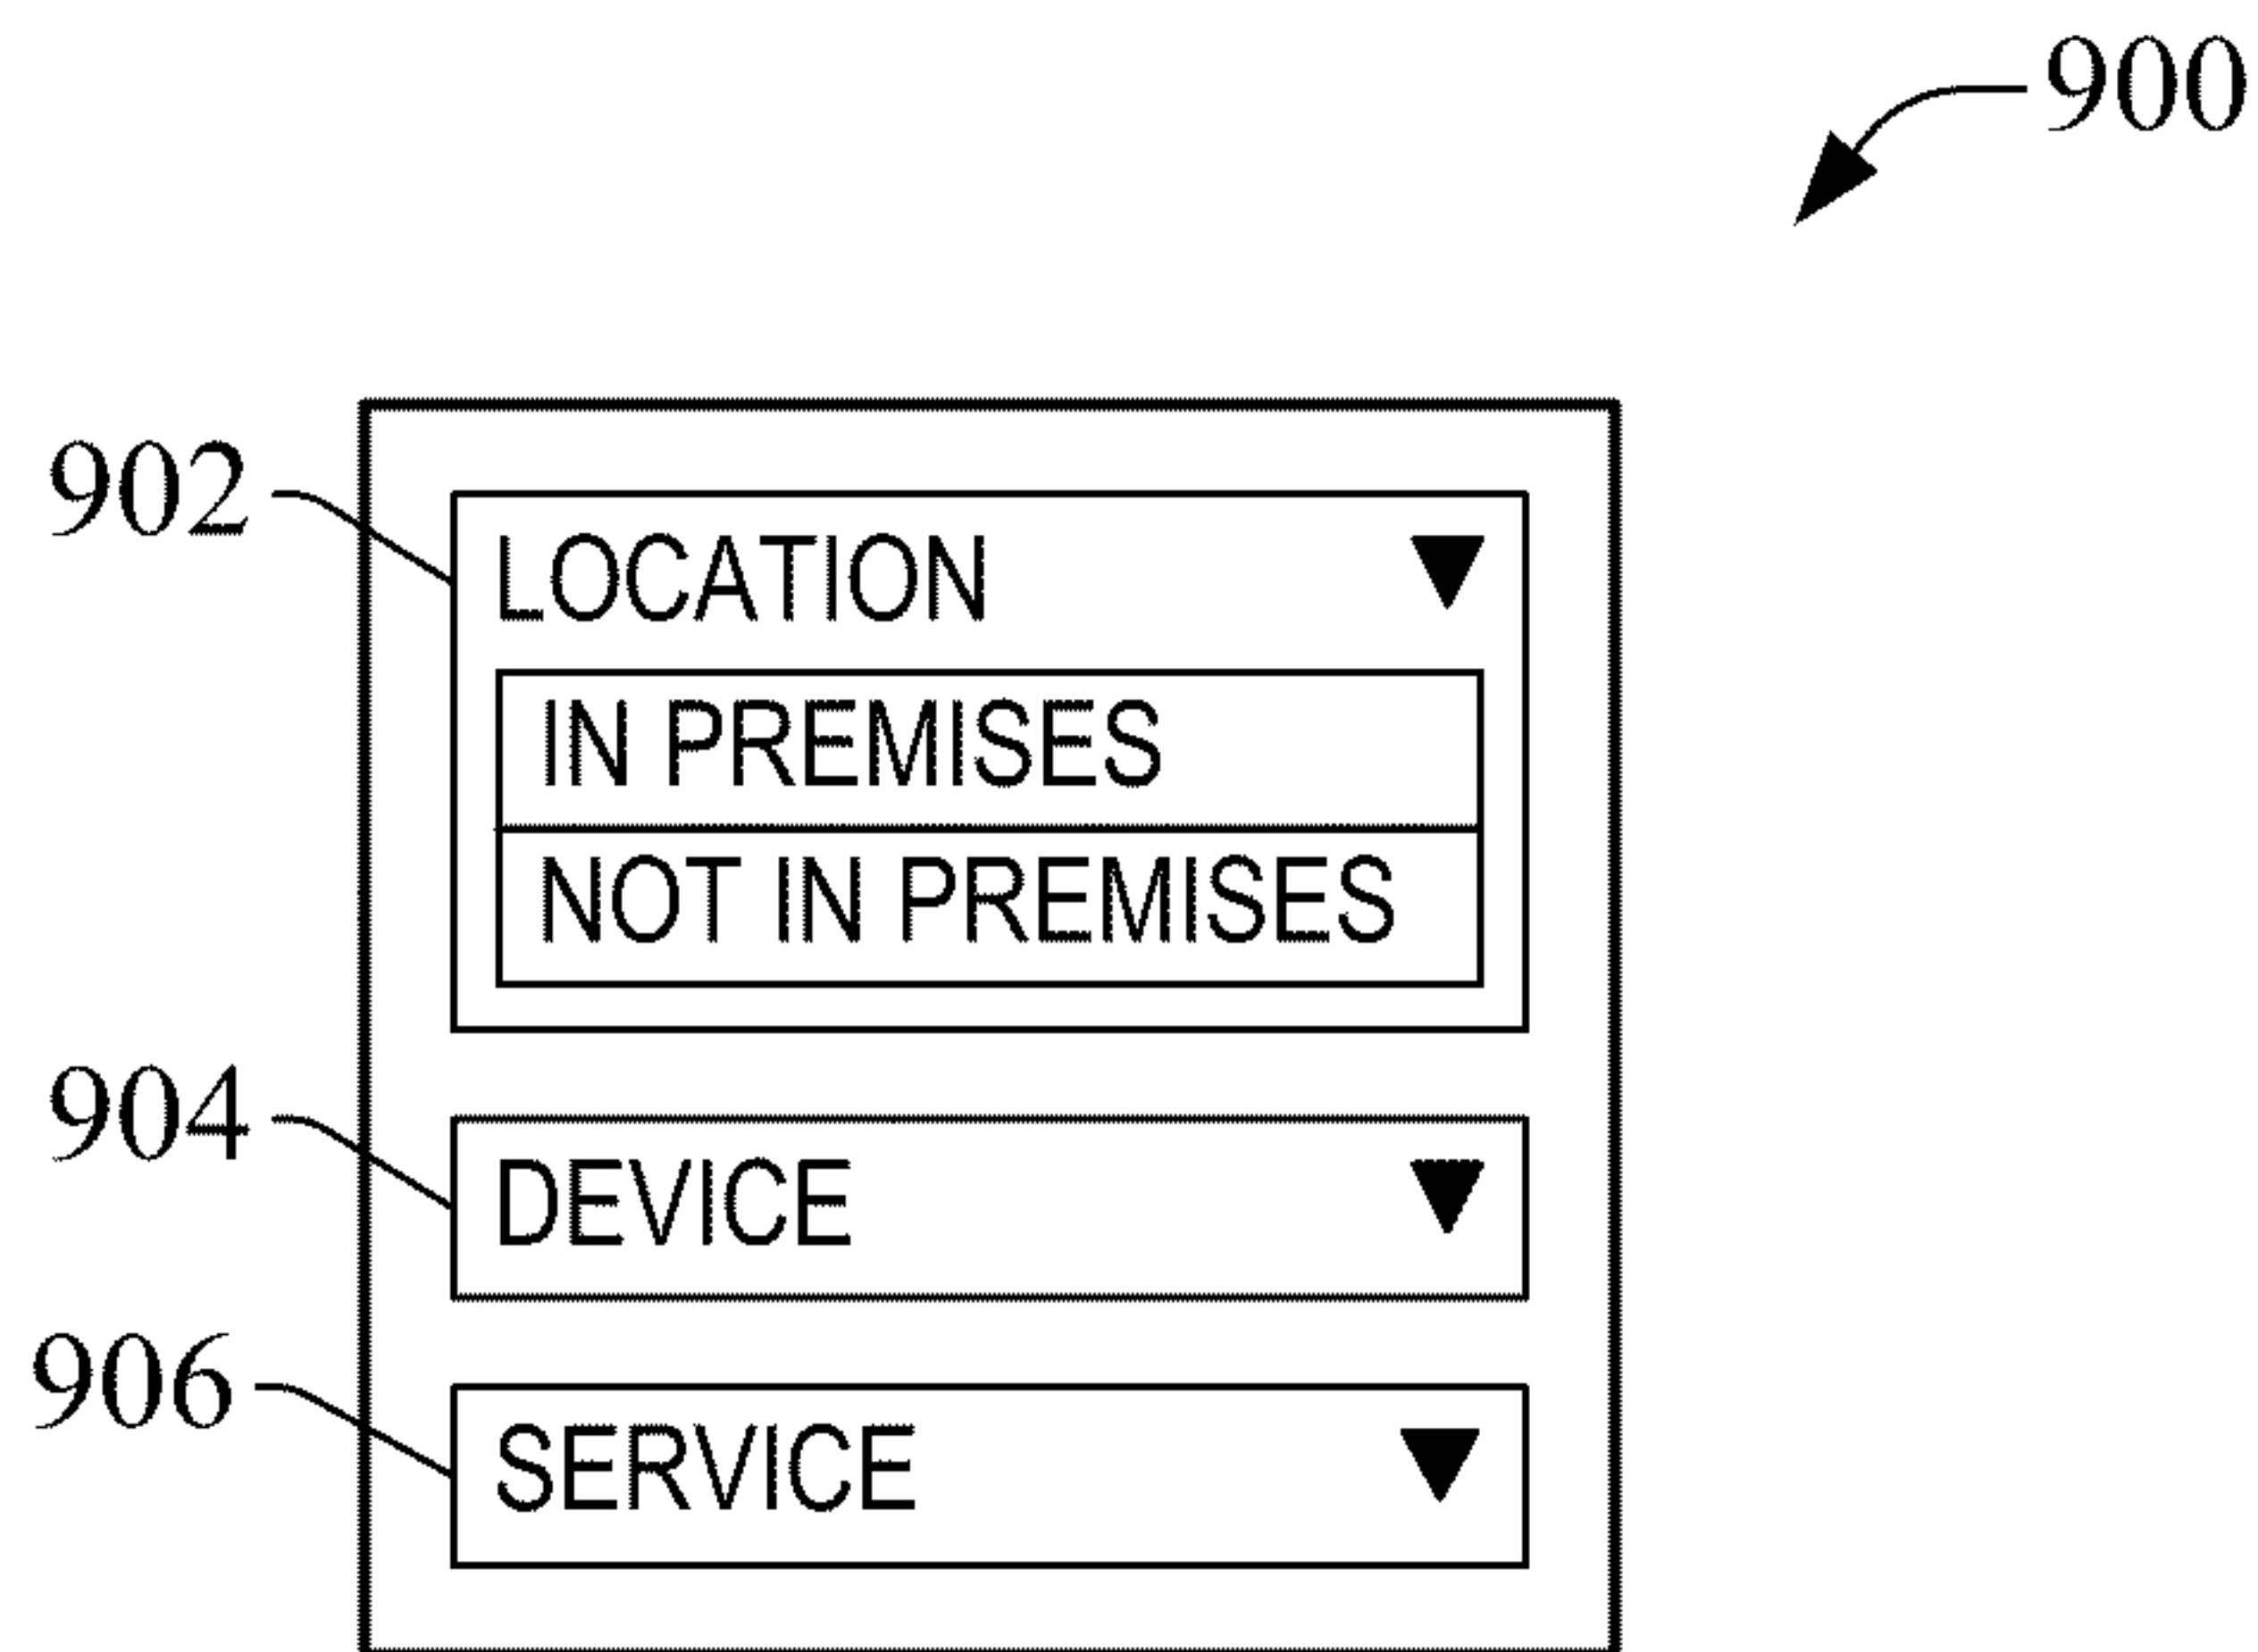 900
902
LOCATION
IN PREMISES
NOT IN PREMISES
904
DEVICE
906
SERVICE